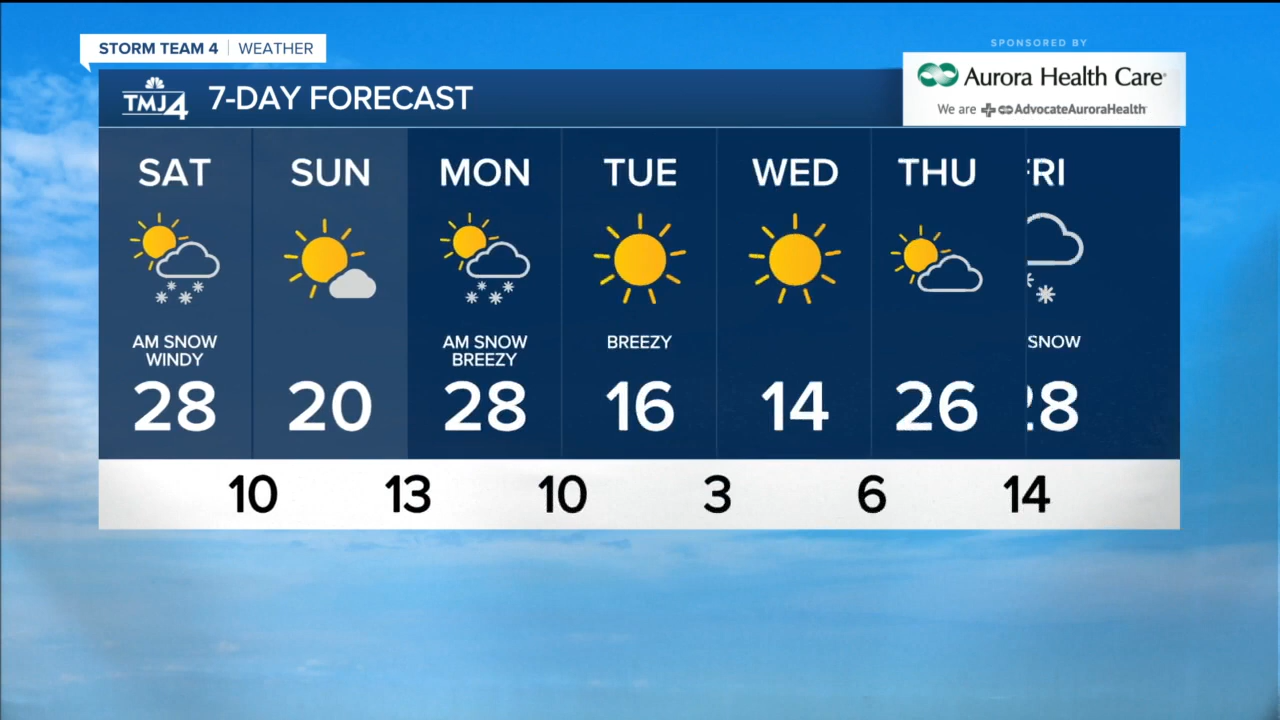 STORM TEAM 4 | WEATHER
SPONSORED BY
Aurora Health Care
We are AdvocateAuroraHealth
TMJ4 7-DAY FORECAST
SAT SUN MON TUE WED THU FRI
AM SNOW WINDY
AM SNOW BREEZY
BREEZY
SNOW
28 20 28 16 14 26 28
10 13 10 3 6 14